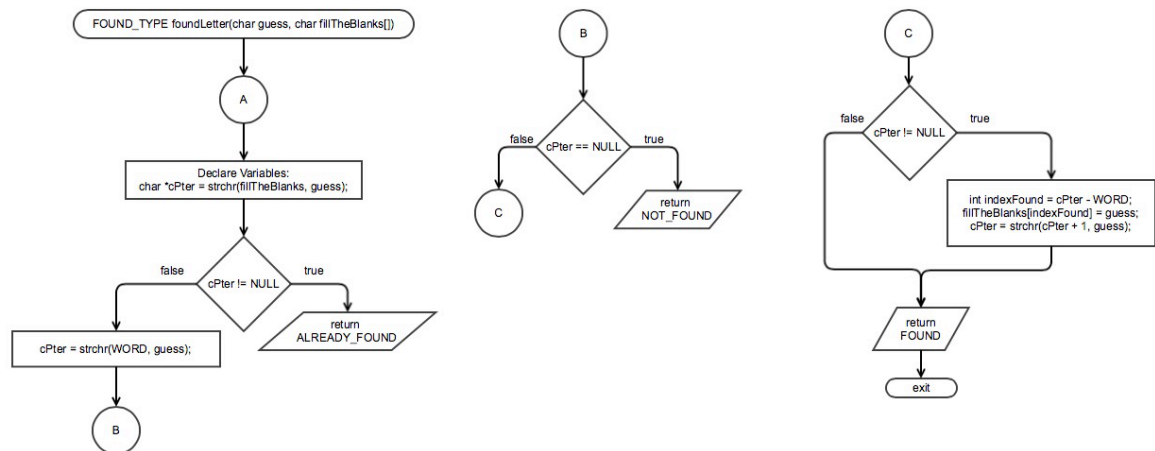 FOUND_TYPE foundLetter(char guess, char fillTheBlanks[])
A
Declare Variables:
char *cPter = strchr(fillTheBlanks, guess);
false
true
cPter != NULL
cPter = strchr(WORD, guess);
return
ALREADY_FOUND
B
B
false
true
cPter == NULL
C
return
NOT_FOUND
C
false
true
cPter != NULL
int indexFound = cPter - WORD;
fillTheBlanks[indexFound] = guess;
cPter = strchr(cPter + 1, guess);
return
FOUND
exit